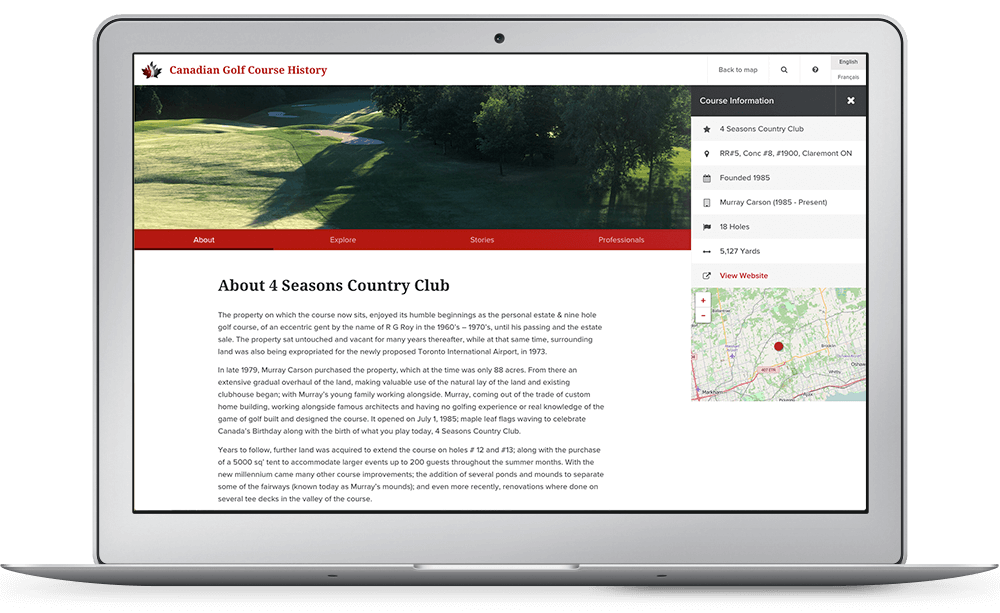 Canadian Golf Course History
Back to map
English
Français
Course Information
4 Seasons Country Club
RR#5, Conc #8, #1900, Claremont ON
Founded 1985
Murray Carson (1985 - Present)
18 Holes
5,127 Yards
View Website
About
Explore
Stories
Professionals
About 4 Seasons Country Club
The property on which the course now sits, enjoyed its humble beginnings as the personal estate & nine hole
golf course, of an eccentric gent by the name of R G Roy in the 1960's – 1970's, until his passing and the estate
sale. The property sat untouched and vacant for many years thereafter, while at that same time, surrounding
land was also being expropriated for the newly proposed Toronto International Airport, in 1973.
In late 1979, Murray Carson purchased the property, which at the time was only 88 acres. From there an
extensive gradual overhaul of the land, making valuable use of the natural lay of the land and existing
clubhouse began; with Murray's young family working alongside. Murray, coming out of the trade of custom
home building, working alongside famous architects and having no golfing experience or real knowledge of the
game of golf built and designed the course. It opened on July 1, 1985; maple leaf flags waving to celebrate
Canada's Birthday along with the birth of what you play today, 4 Seasons Country Club.
Years to follow, further land was acquired to extend the course on holes # 12 and #13; along with the purchase
of a 5000 sq' tent to accommodate larger events up to 200 guests throughout the summer months. With the
new millennium came many other course improvements; the addition of several ponds and mounds to separate
some of the fairways (known today as Murray's mounds); and even more recently, renovations where done on
several tee decks in the valley of the course.
+
-
Brooklin
Whitby
Oshawa
407 ETR
Markham